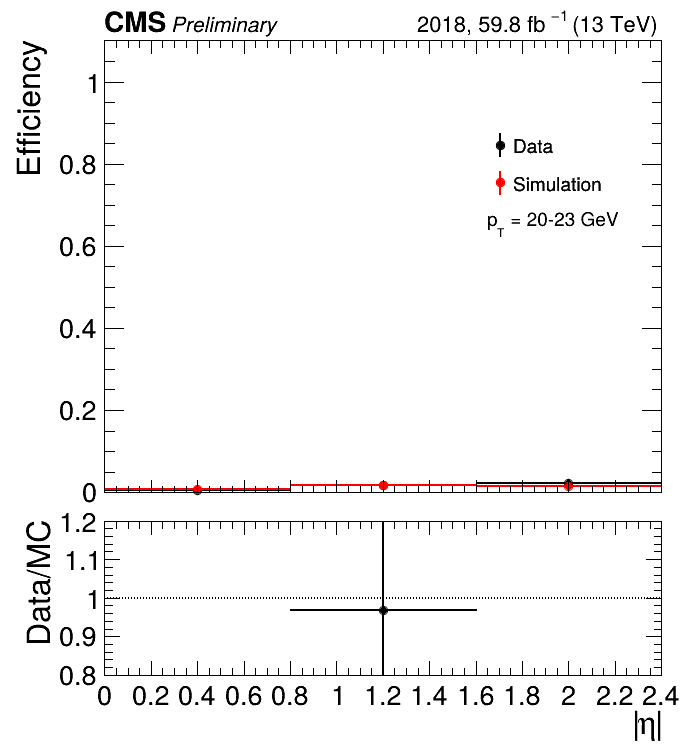 CMS Preliminary 2018, 59.8 fb⁻¹ (13 TeV)
Efficiency
1
0.8
0.6
0.4
0.2
0
Data
Simulation
p_T = 20-23 GeV
Data/MC
1.2
1.1
1
0.9
0.8
0 0.2 0.4 0.6 0.8 1 1.2 1.4 1.6 1.8 2 2.2 2.4
|η|